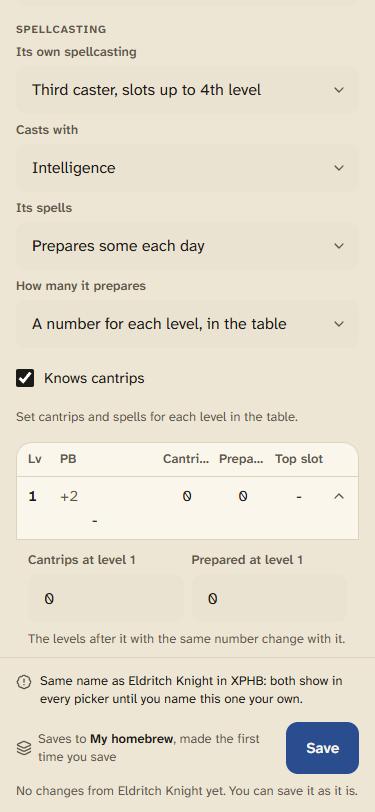 SPELLCASTING
Its own spellcasting
Third caster, slots up to 4th level
Casts with
Intelligence
Its spells
Prepares some each day
How many it prepares
A number for each level, in the table
Knows cantrips
Set cantrips and spells for each level in the table.
Lv PB Cantri... Prepa... Top slot
1 +2 0 0 -
-
Cantrips at level 1 Prepared at level 1
0 0
The levels after it with the same number change with it.
Same name as Eldritch Knight in XPHB: both show in
every picker until you name this one your own.
Saves to My homebrew, made the first
time you save
Save
No changes from Eldritch Knight yet. You can save it as it is.